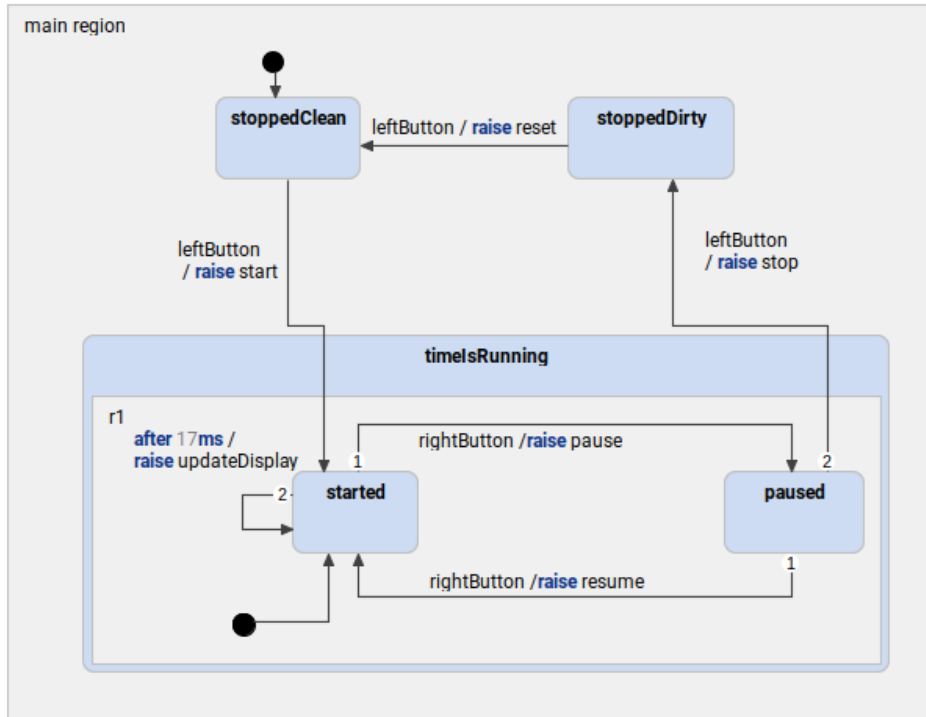 main region
stoppedClean
stoppedDirty
leftButton / raise reset
leftButton
/ raise start
leftButton
/ raise stop
timeIsRunning
r1
after 17ms /
raise updateDisplay
rightButton /raise pause
1
2
2
started
paused
1
rightButton /raise resume